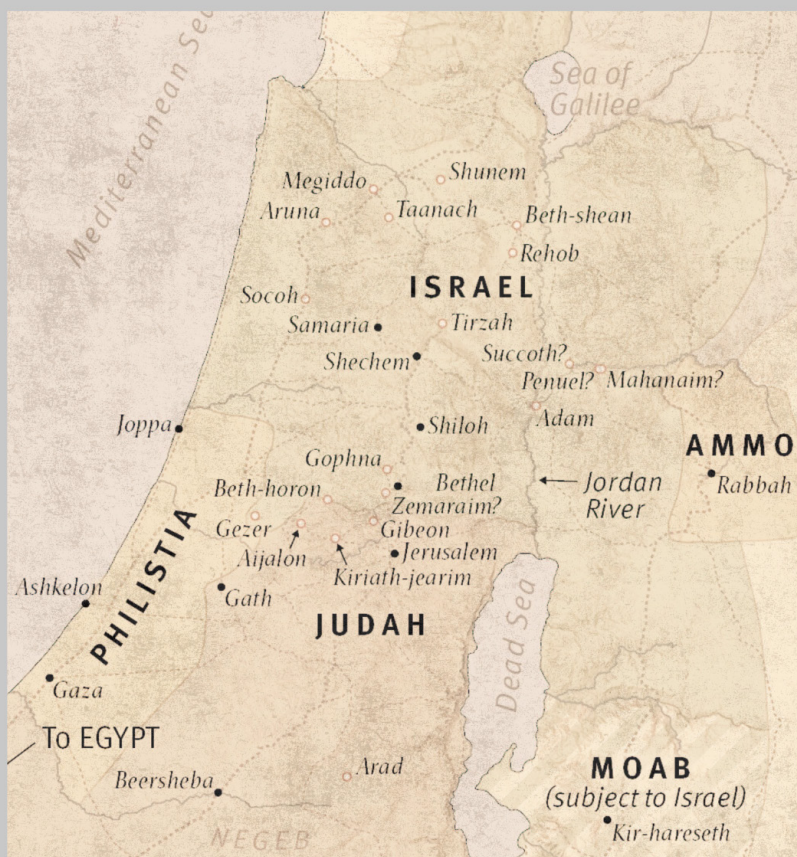 Mediterranean Sea
Sea of
Galilee
Shunem
Megiddo
Aruna
Taanach
Beth-shean
Rehob
ISRAEL
Socoh
Samaria
Tirzah
Shechem
Succoth?
Penuel?
Mahanaim?
Adam
Joppa
Shiloh
AMMO
Gophna
Rabbah
Beth-horon
Bethel
Jordan
River
Zemaraim?
Gezer
Gibeon
Aijalon
Jerusalem
Kiriath-jearim
PHILISTIA
Ashkelon
Gath
JUDAH
Dead Sea
Gaza
To EGYPT
Arad
Beersheba
MOAB
(subject to Israel)
Kir-hareseth
NEGEB